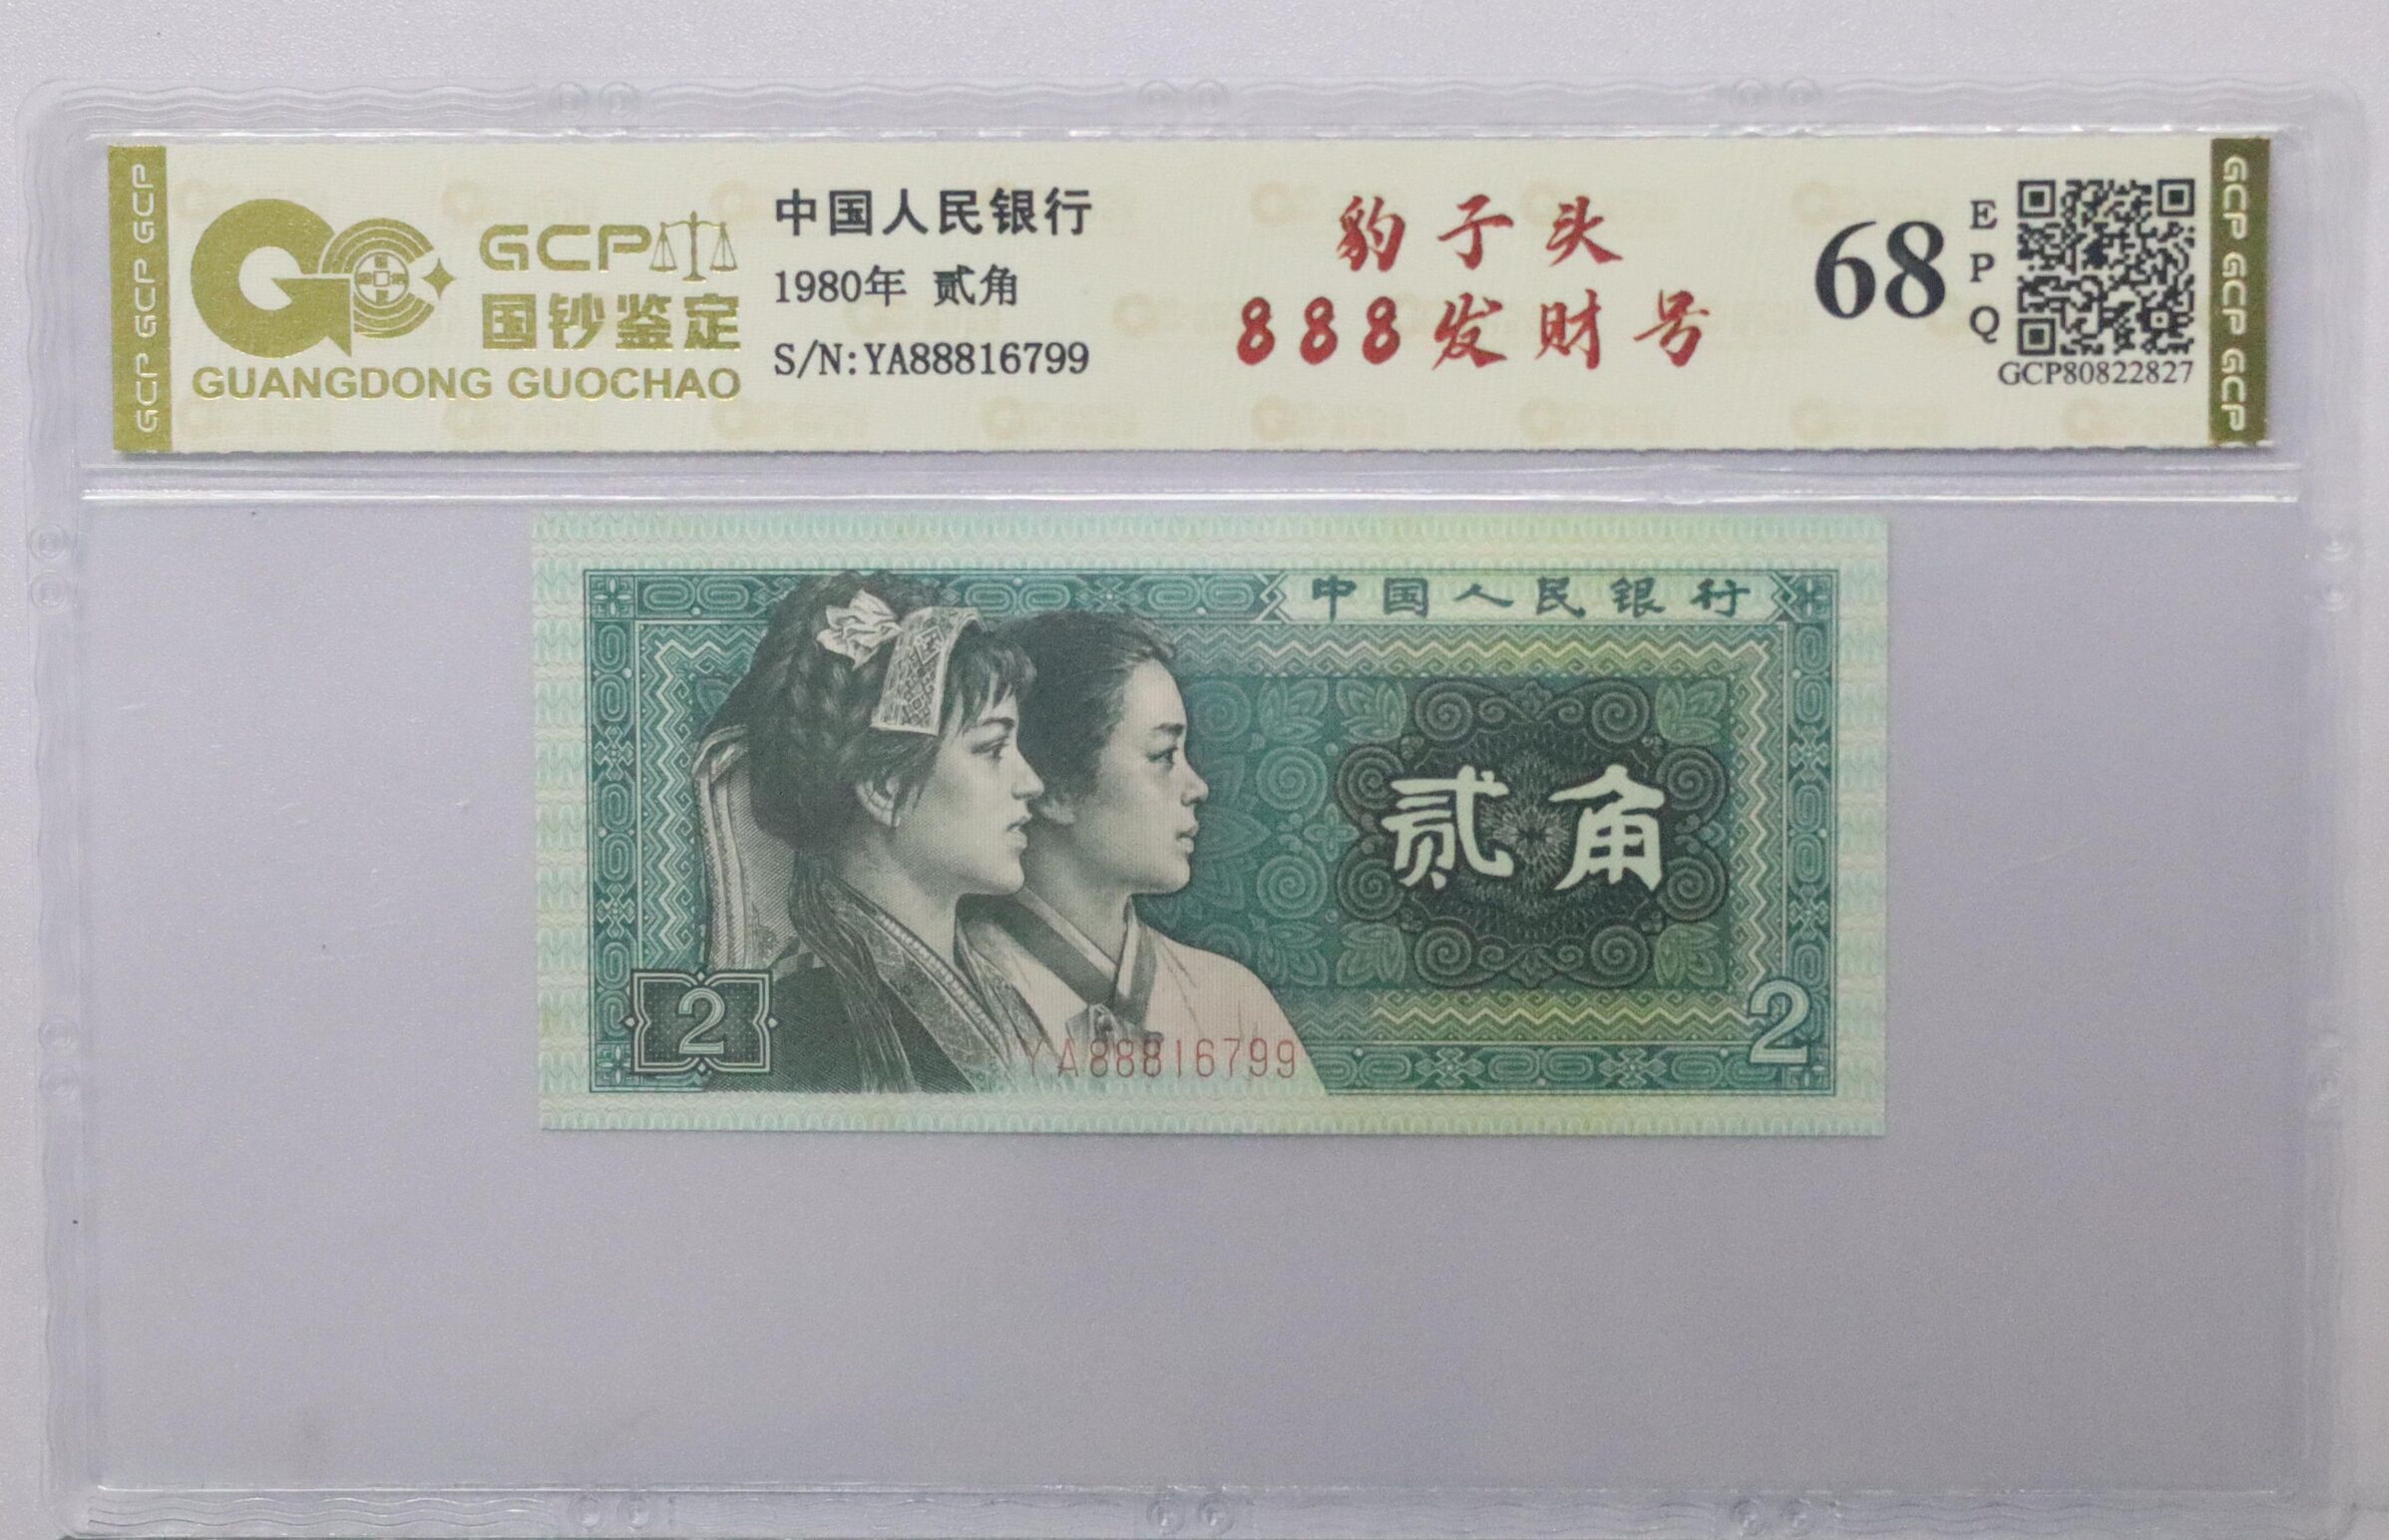 GCP GCP GCP
GCP
国钞鉴定
GUANGDONG GUOCHAO
中国人民银行
1980年 贰角
S/N:YA88816799
豹子头
888发财号
68
EPQ
GCP80822827
GCP GCP GCP
中国人民银行
贰角
2
YA88816799
2